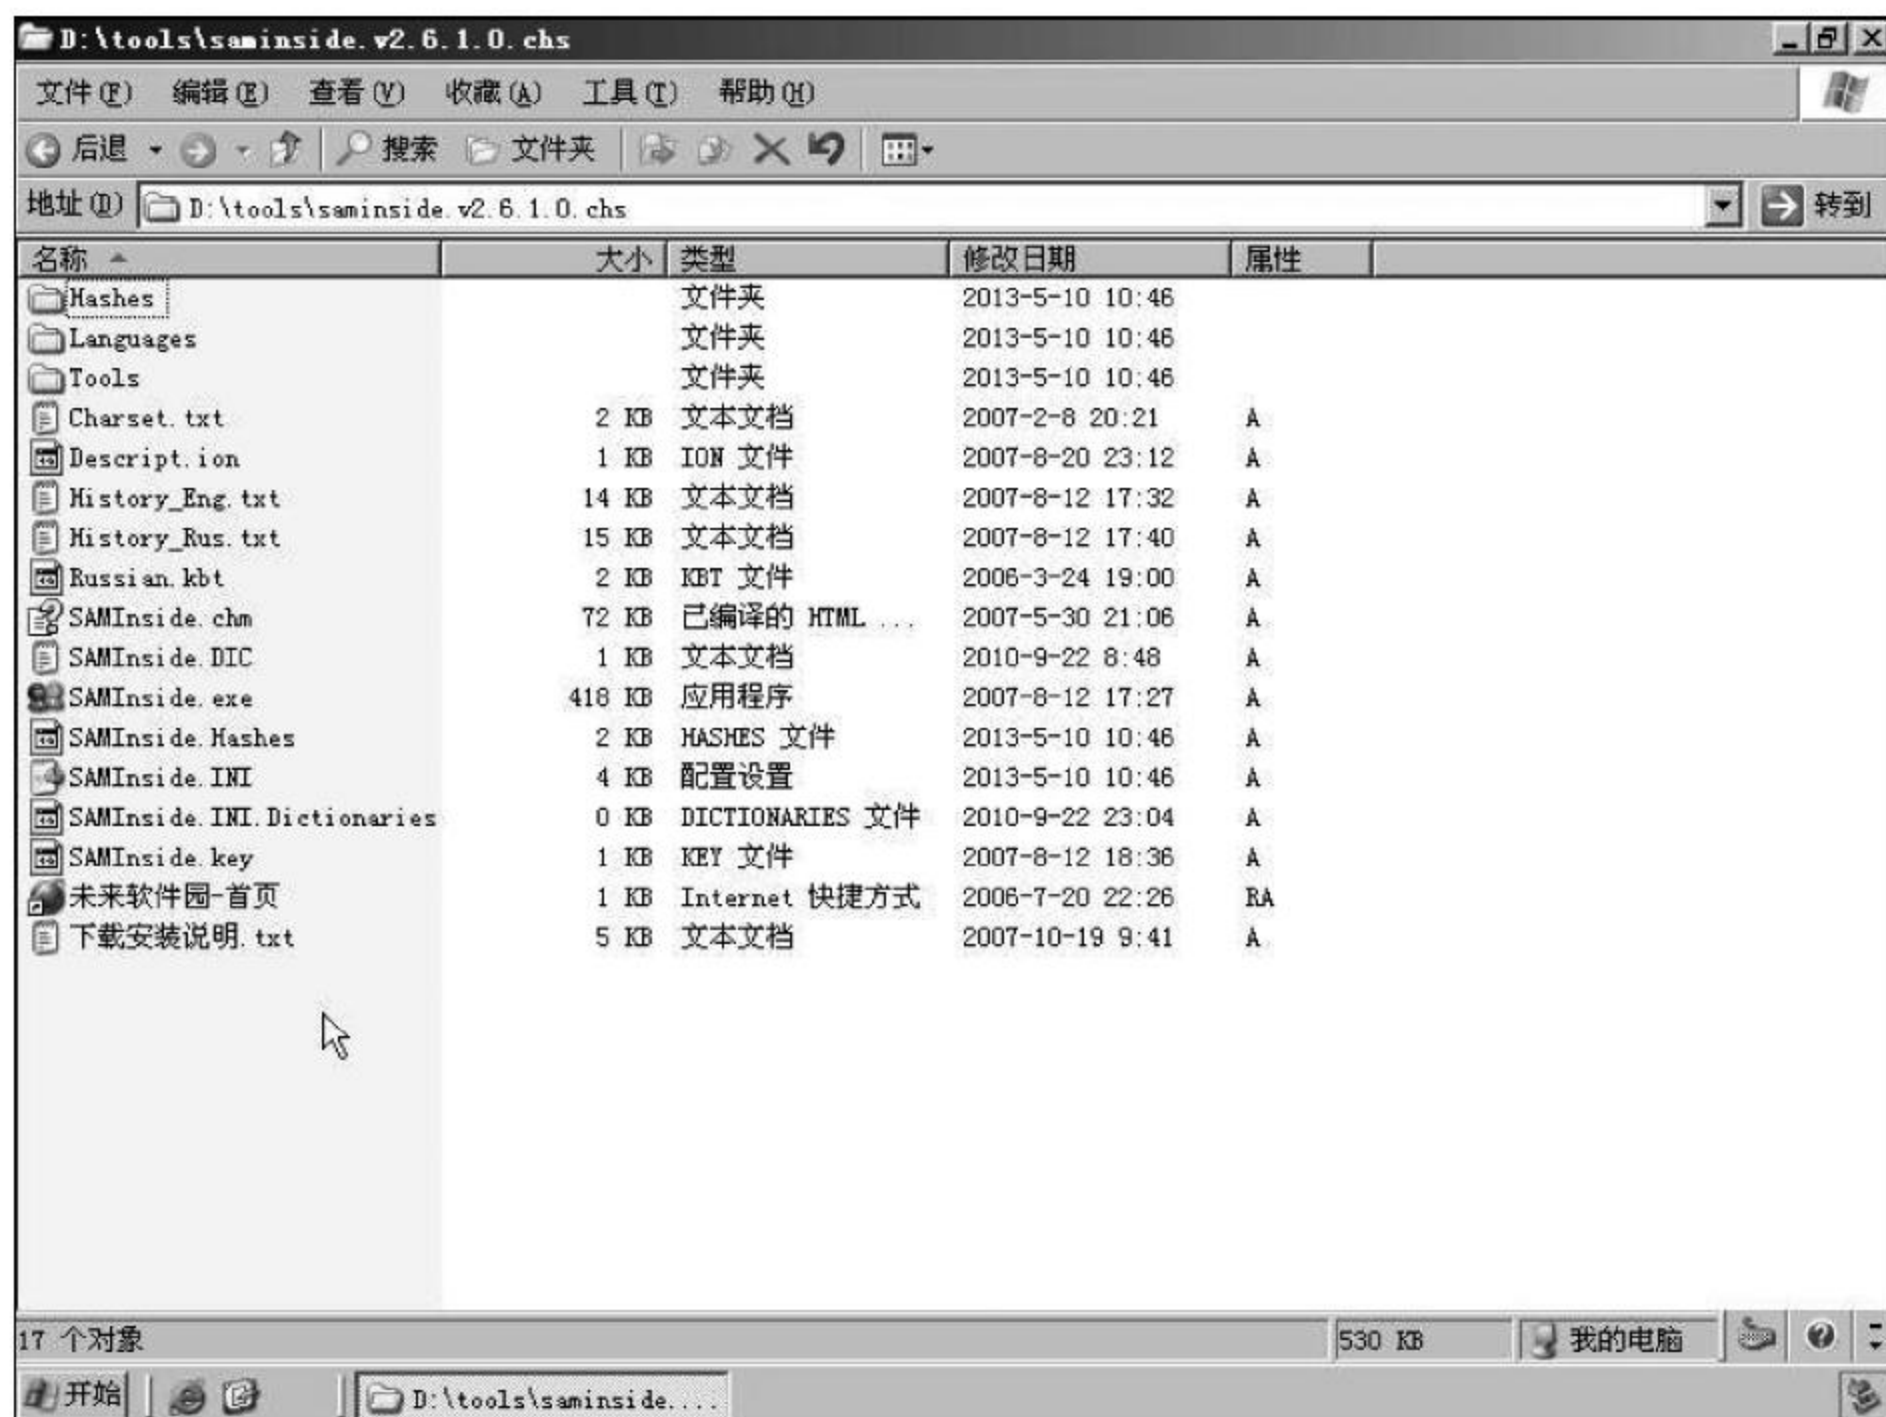 D:\tools\saminside.v2.6.1.0.chs
文件(F) 编辑(E) 查看(V) 收藏(A) 工具(T) 帮助(H)
后退 搜索 文件夹
地址(D) D:\tools\saminside.v2.6.1.0.chs 转到
名称 大小 类型 修改日期 属性
Hashes 文件夹 2013-5-10 10:46
Languages 文件夹 2013-5-10 10:46
Tools 文件夹 2013-5-10 10:46
Charset.txt 2 KB 文本文档 2007-2-8 20:21 A
Descript.ion 1 KB ION 文件 2007-8-20 23:12 A
History_Eng.txt 14 KB 文本文档 2007-8-12 17:32 A
History_Rus.txt 15 KB 文本文档 2007-8-12 17:40 A
Russian.kbt 2 KB KBT 文件 2006-3-24 19:00 A
SAMInside.chm 72 KB 已编译的 HTML ... 2007-5-30 21:06 A
SAMInside.DIC 1 KB 文本文档 2010-9-22 8:48 A
SAMInside.exe 418 KB 应用程序 2007-8-12 17:27 A
SAMInside.Hashes 2 KB HASHES 文件 2013-5-10 10:46 A
SAMInside.INI 4 KB 配置设置 2013-5-10 10:46 A
SAMInside.INI.Dictionaries 0 KB DICTIONARIES 文件 2010-9-22 23:04 A
SAMInside.key 1 KB KEY 文件 2007-8-12 18:36 A
未来软件园-首页 1 KB Internet 快捷方式 2006-7-20 22:26 RA
下载安装说明.txt 5 KB 文本文档 2007-10-19 9:41 A
17 个对象 530 KB 我的电脑
开始 D:\tools\saminside....